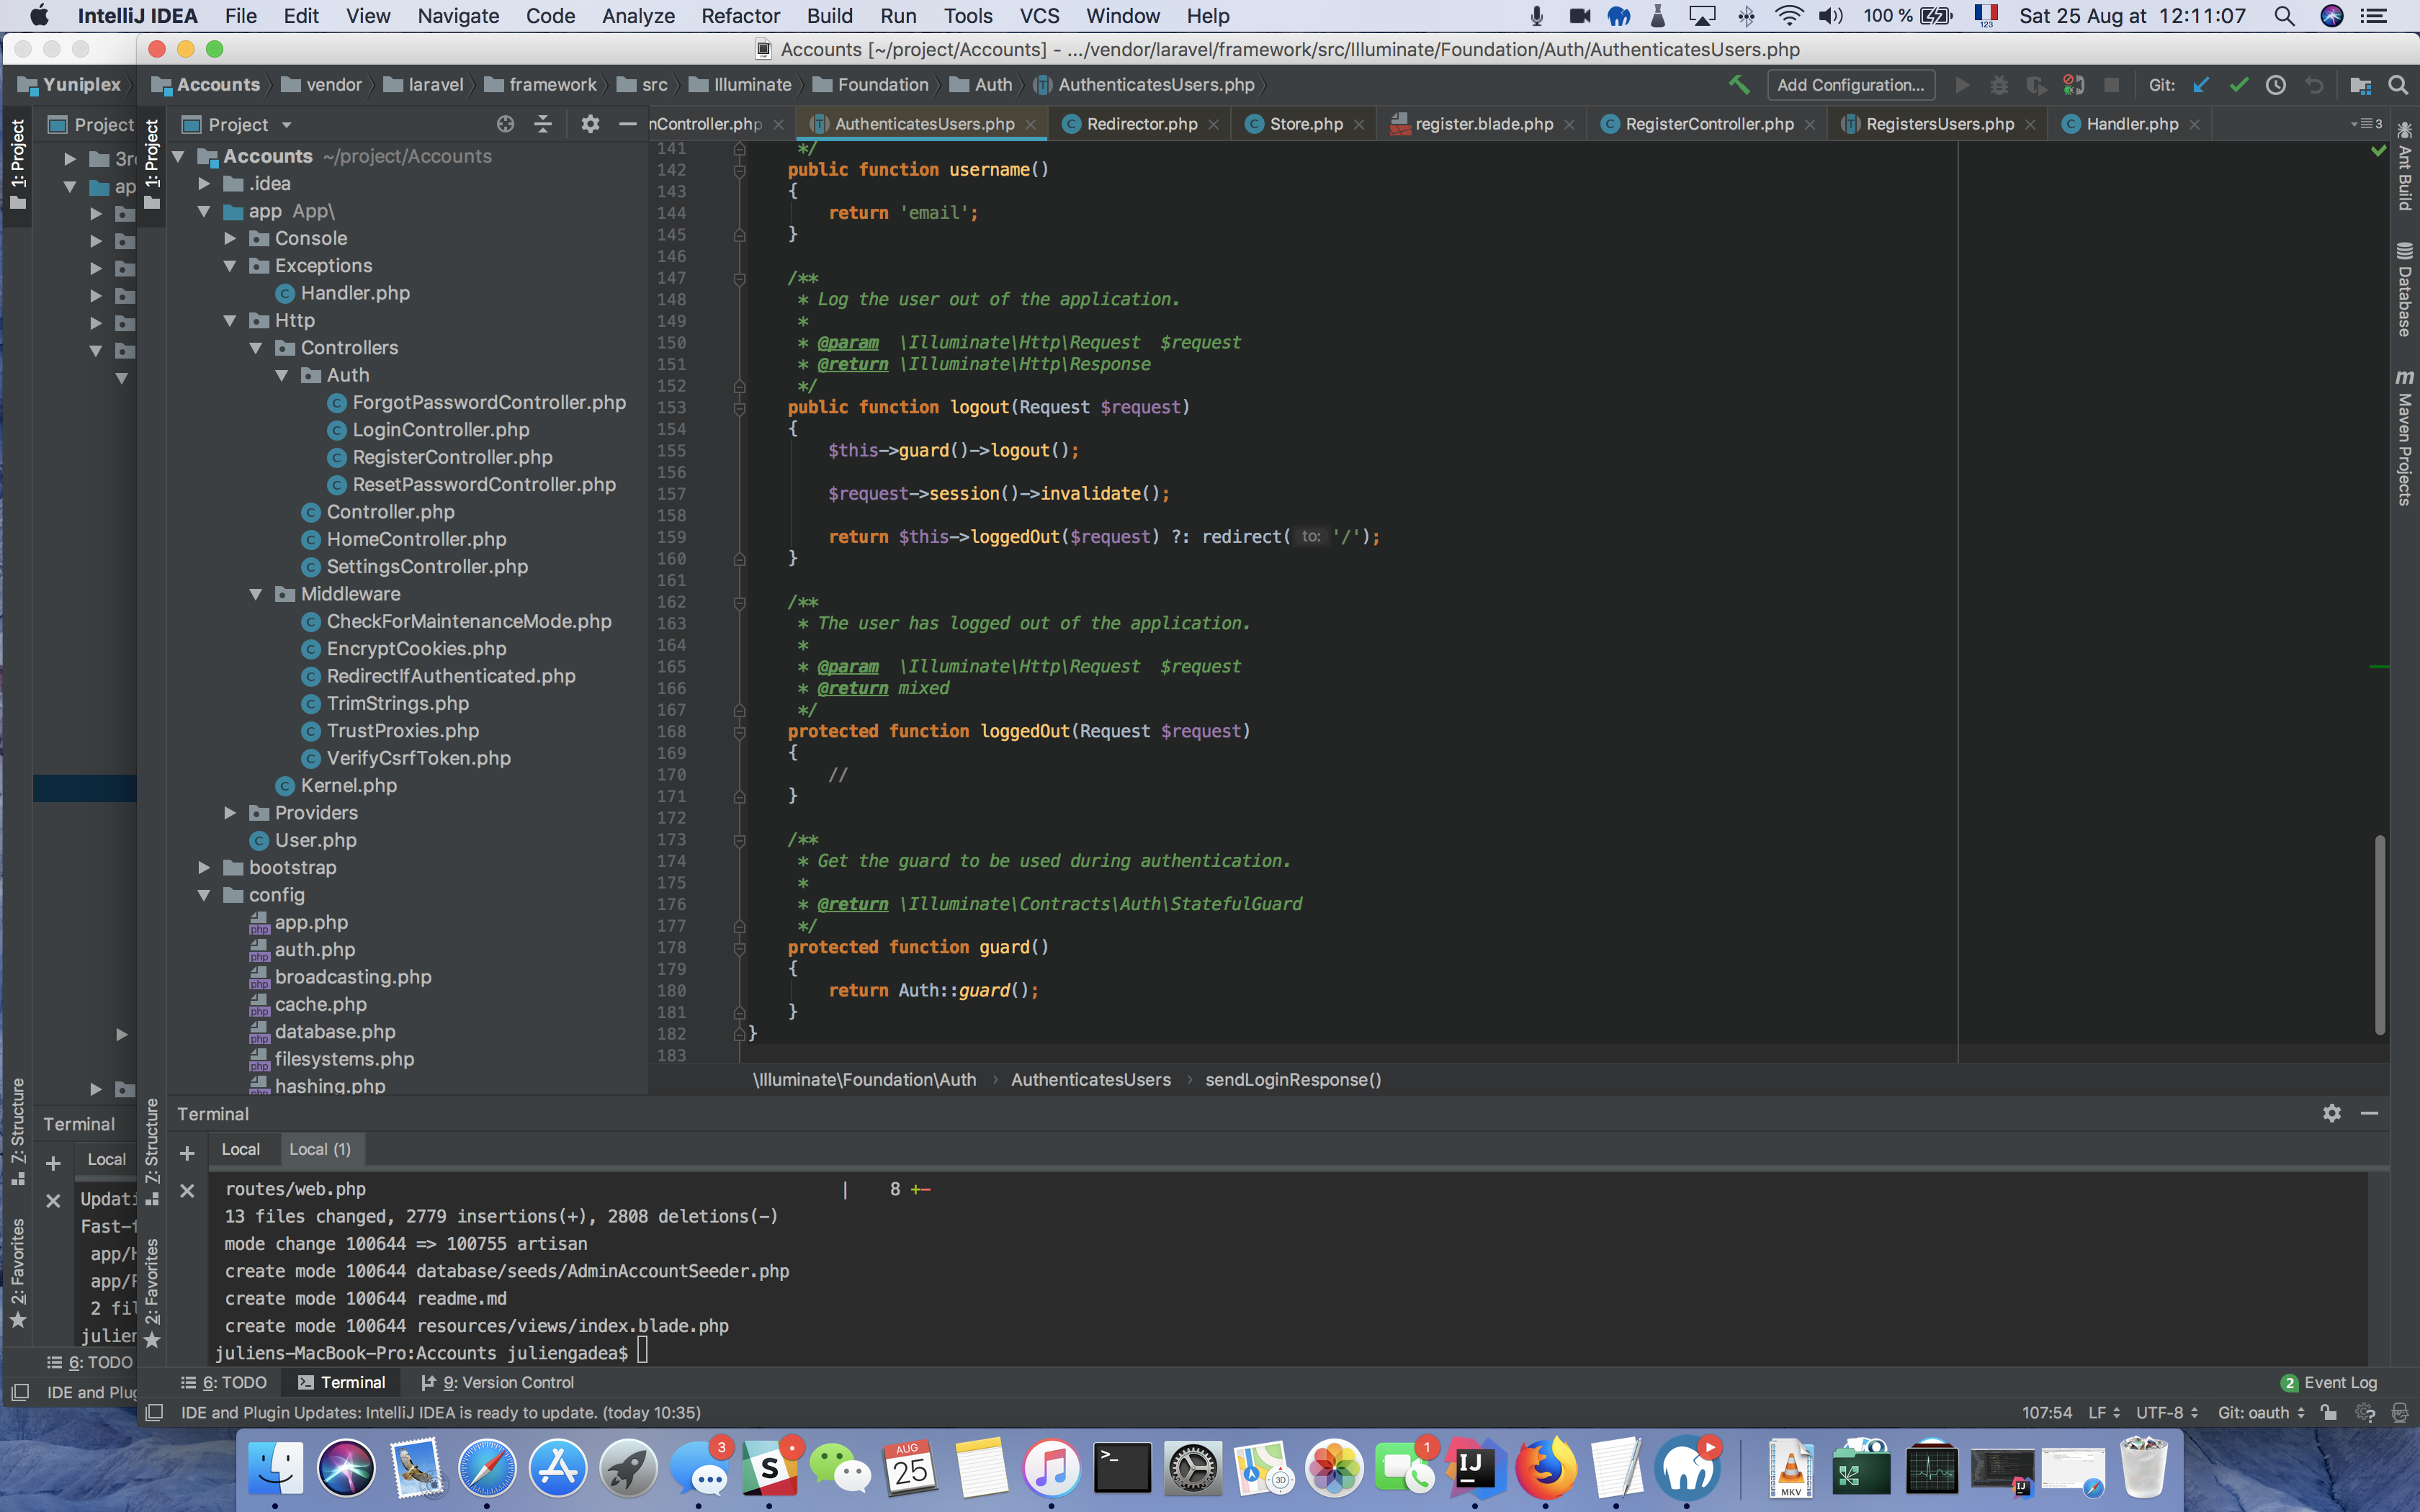 IntelliJ IDEA File Edit View Navigate Code Analyze Refactor Build Run Tools VCS Window Help 100 % 123 Sat 25 Aug at 12:11:07
Accounts [~/project/Accounts] - .../vendor/laravel/framework/src/Illuminate/Foundation/Auth/AuthenticatesUsers.php
Yuniplex Accounts vendor laravel framework src Illuminate Foundation Auth AuthenticatesUsers.php Add Configuration... Git:
Project Project nController.php AuthenticatesUsers.php Redirector.php Store.php register.blade.php RegisterController.php RegistersUsers.php Handler.php 3
1: Project
1: Project
3r
ap
Accounts ~/project/Accounts
.idea
app App\
Console
Exceptions
Handler.php
Http
Controllers
Auth
ForgotPasswordController.php
LoginController.php
RegisterController.php
ResetPasswordController.php
Controller.php
HomeController.php
SettingsController.php
Middleware
CheckForMaintenanceMode.php
EncryptCookies.php
RedirectIfAuthenticated.php
TrimStrings.php
TrustProxies.php
VerifyCsrfToken.php
Kernel.php
Providers
User.php
bootstrap
config
app.php
auth.php
broadcasting.php
cache.php
database.php
filesystems.php
hashing.php
141 */
142 public function username()
143 {
144 return 'email';
145 }
146
147 /**
148 * Log the user out of the application.
149 *
150 * @param \Illuminate\Http\Request $request
151 * @return \Illuminate\Http\Response
152 */
153 public function logout(Request $request)
154 {
155 $this->guard()->logout();
156
157 $request->session()->invalidate();
158
159 return $this->loggedOut($request) ?: redirect( to: '/');
160 }
161
162 /**
163 * The user has logged out of the application.
164 *
165 * @param \Illuminate\Http\Request $request
166 * @return mixed
167 */
168 protected function loggedOut(Request $request)
169 {
170 //
171 }
172
173 /**
174 * Get the guard to be used during authentication.
175 *
176 * @return \Illuminate\Contracts\Auth\StatefulGuard
177 */
178 protected function guard()
179 {
180 return Auth::guard();
181 }
182 }
183
\Illuminate\Foundation\Auth › AuthenticatesUsers › sendLoginResponse()
Ant Build
Database
m Maven Projects
7: Structure
2: Favorites
7: Structure
2: Favorites
Terminal
Local
Updati
Fast-f
app/H
app/F
2 fil
julien
6: TODO
IDE and Plug
Terminal
Local Local (1)
routes/web.php | 8 +-
13 files changed, 2779 insertions(+), 2808 deletions(-)
mode change 100644 => 100755 artisan
create mode 100644 database/seeds/AdminAccountSeeder.php
create mode 100644 readme.md
create mode 100644 resources/views/index.blade.php
juliens-MacBook-Pro:Accounts juliengadea$
6: TODO Terminal 9: Version Control 2 Event Log
IDE and Plugin Updates: IntelliJ IDEA is ready to update. (today 10:35) 107:54 LF UTF-8 Git: oauth
3 S AUG 25 >_ 3D 1 IJ MKV IJ